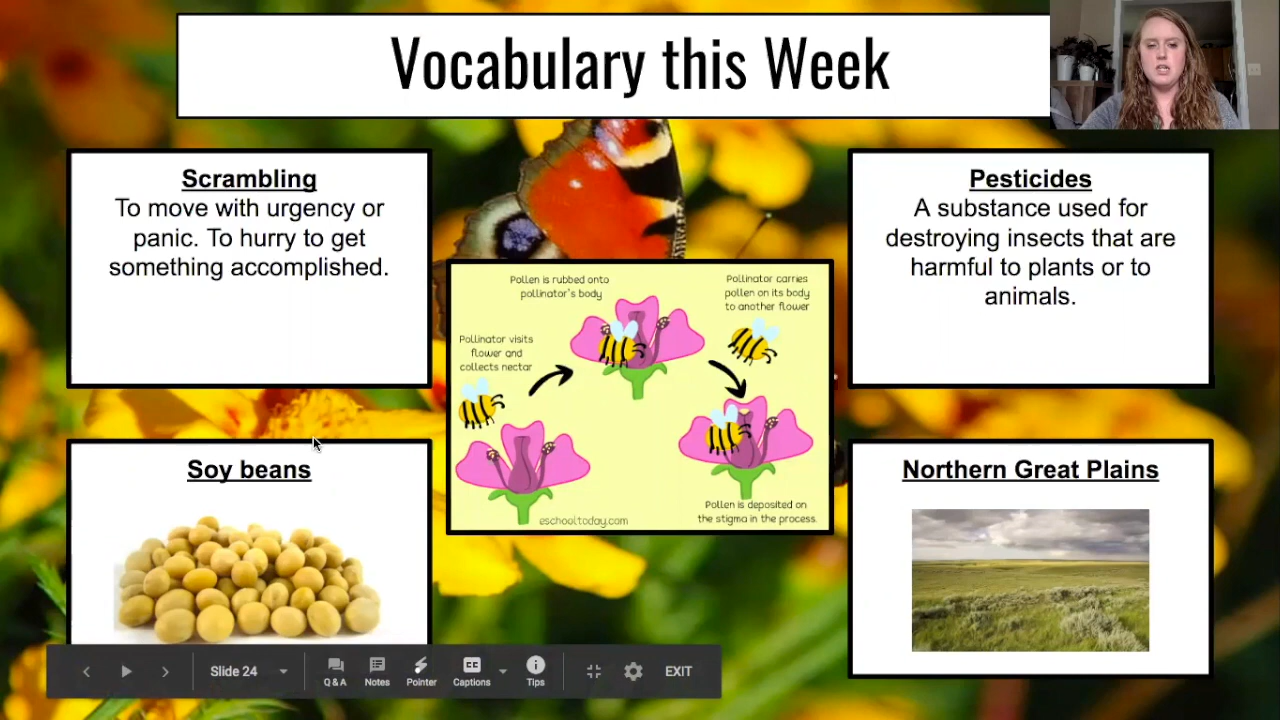 Vocabulary this Week
Scrambling
To move with urgency or
panic. To hurry to get
something accomplished.
Pesticides
A substance used for
destroying insects that are
harmful to plants or to
animals.
Pollen is rubbed onto
pollinator's body
Pollinator carries
pollen on its body
to another flower
Pollinator visits
flower and
collects nectar
Pollen is deposited on
the stigma in the process.
eschooltoday.com
Soy beans
Northern Great Plains
Slide 24
Q & A
Notes
Pointer
CC
Captions
Tips
EXIT